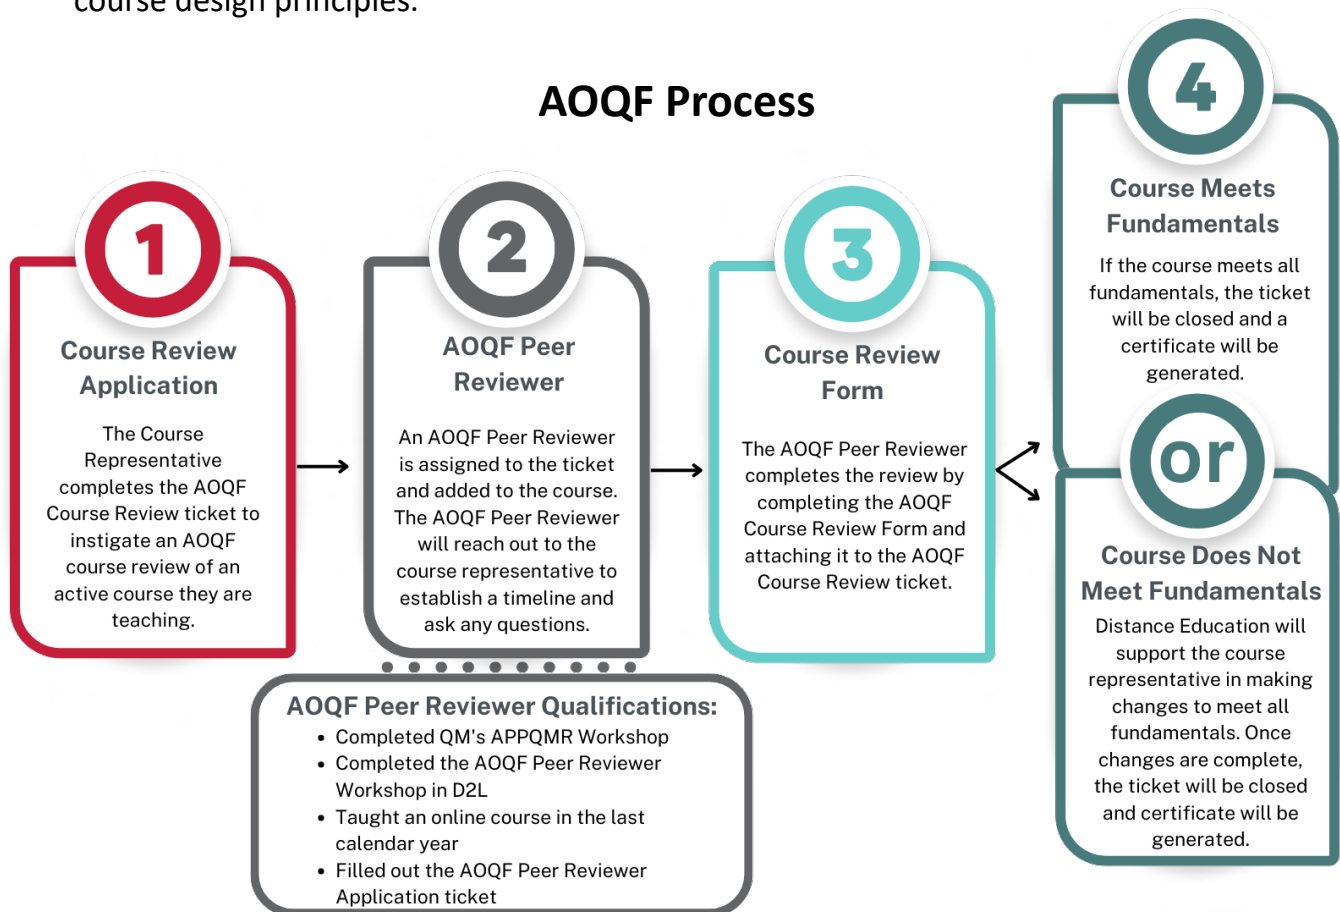 course design principles.
AOQF Process
1
Course Review
Application
The Course
Representative
completes the AOQF
Course Review ticket to
instigate an AOQF
course review of an
active course they are
teaching.
2
AOQF Peer
Reviewer
An AOQF Peer Reviewer
is assigned to the ticket
and added to the course.
The AOQF Peer Reviewer
will reach out to the
course representative to
establish a timeline and
ask any questions.
AOQF Peer Reviewer Qualifications:
• Completed QM's APPQMR Workshop
• Completed the AOQF Peer Reviewer
Workshop in D2L
• Taught an online course in the last
calendar year
• Filled out the AOQF Peer Reviewer
Application ticket
3
Course Review
Form
The AOQF Peer Reviewer
completes the review by
completing the AOQF
Course Review Form and
attaching it to the AOQF
Course Review ticket.
4
Course Meets
Fundamentals
If the course meets all
fundamentals, the ticket
will be closed and a
certificate will be
generated.
or
Course Does Not
Meet Fundamentals
Distance Education will
support the course
representative in making
changes to meet all
fundamentals. Once
changes are complete,
the ticket will be closed
and certificate will be
generated.